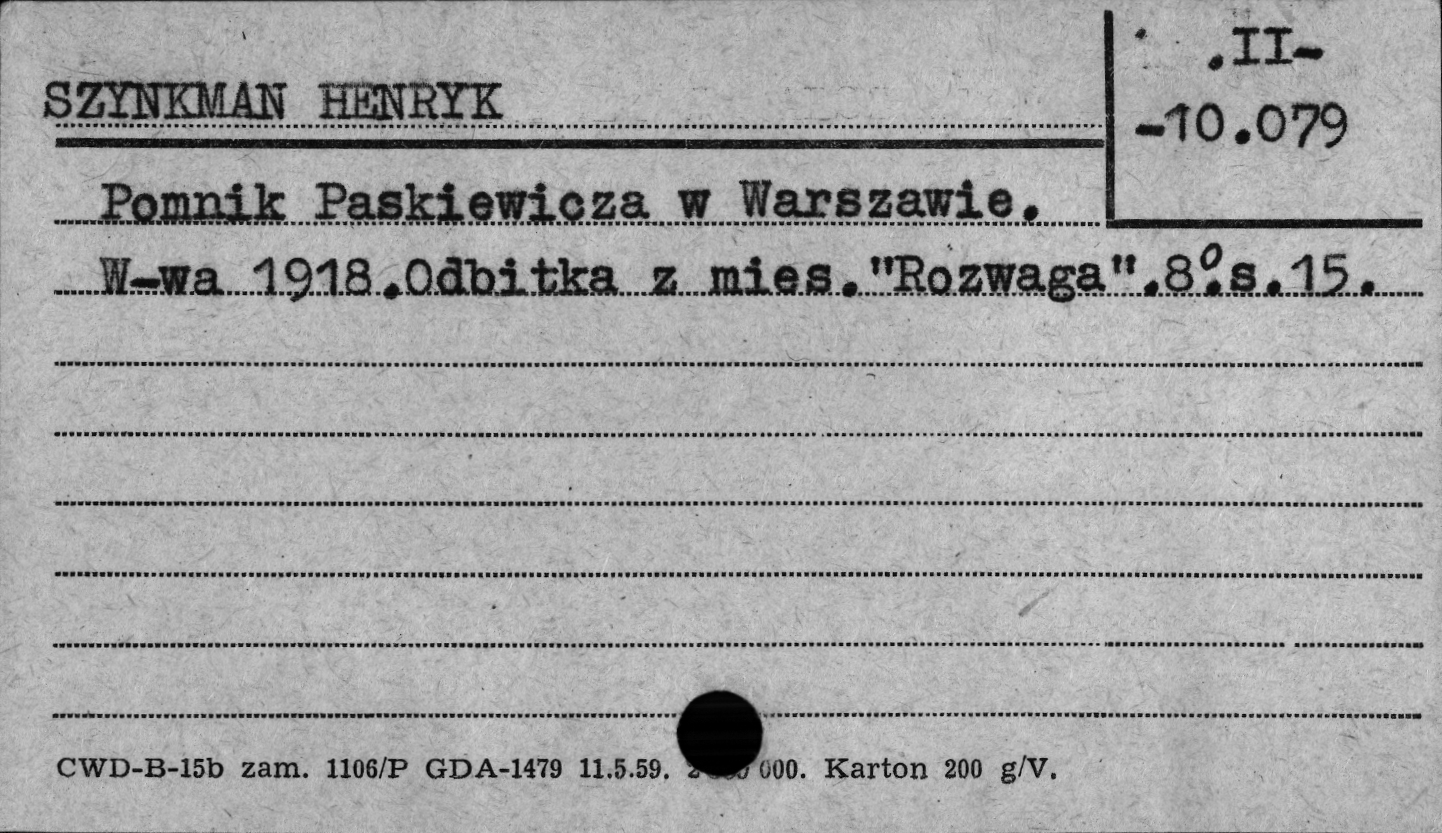 SZYNKMAN HENRYK
.II-
-10.079
Pomnik Paskiewicza w Warszawie.
W-wa 1918.Odbitka z mies."Rozwaga".8⁰.s.15.
CWD-B-15b zam. 1106/P GDA-1479 11.5.59. 000. Karton 200 g/V.